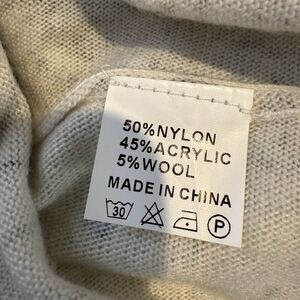 50%NYLON
45%ACRYLIC
5%WOOL
MADE IN CHINA
30 P